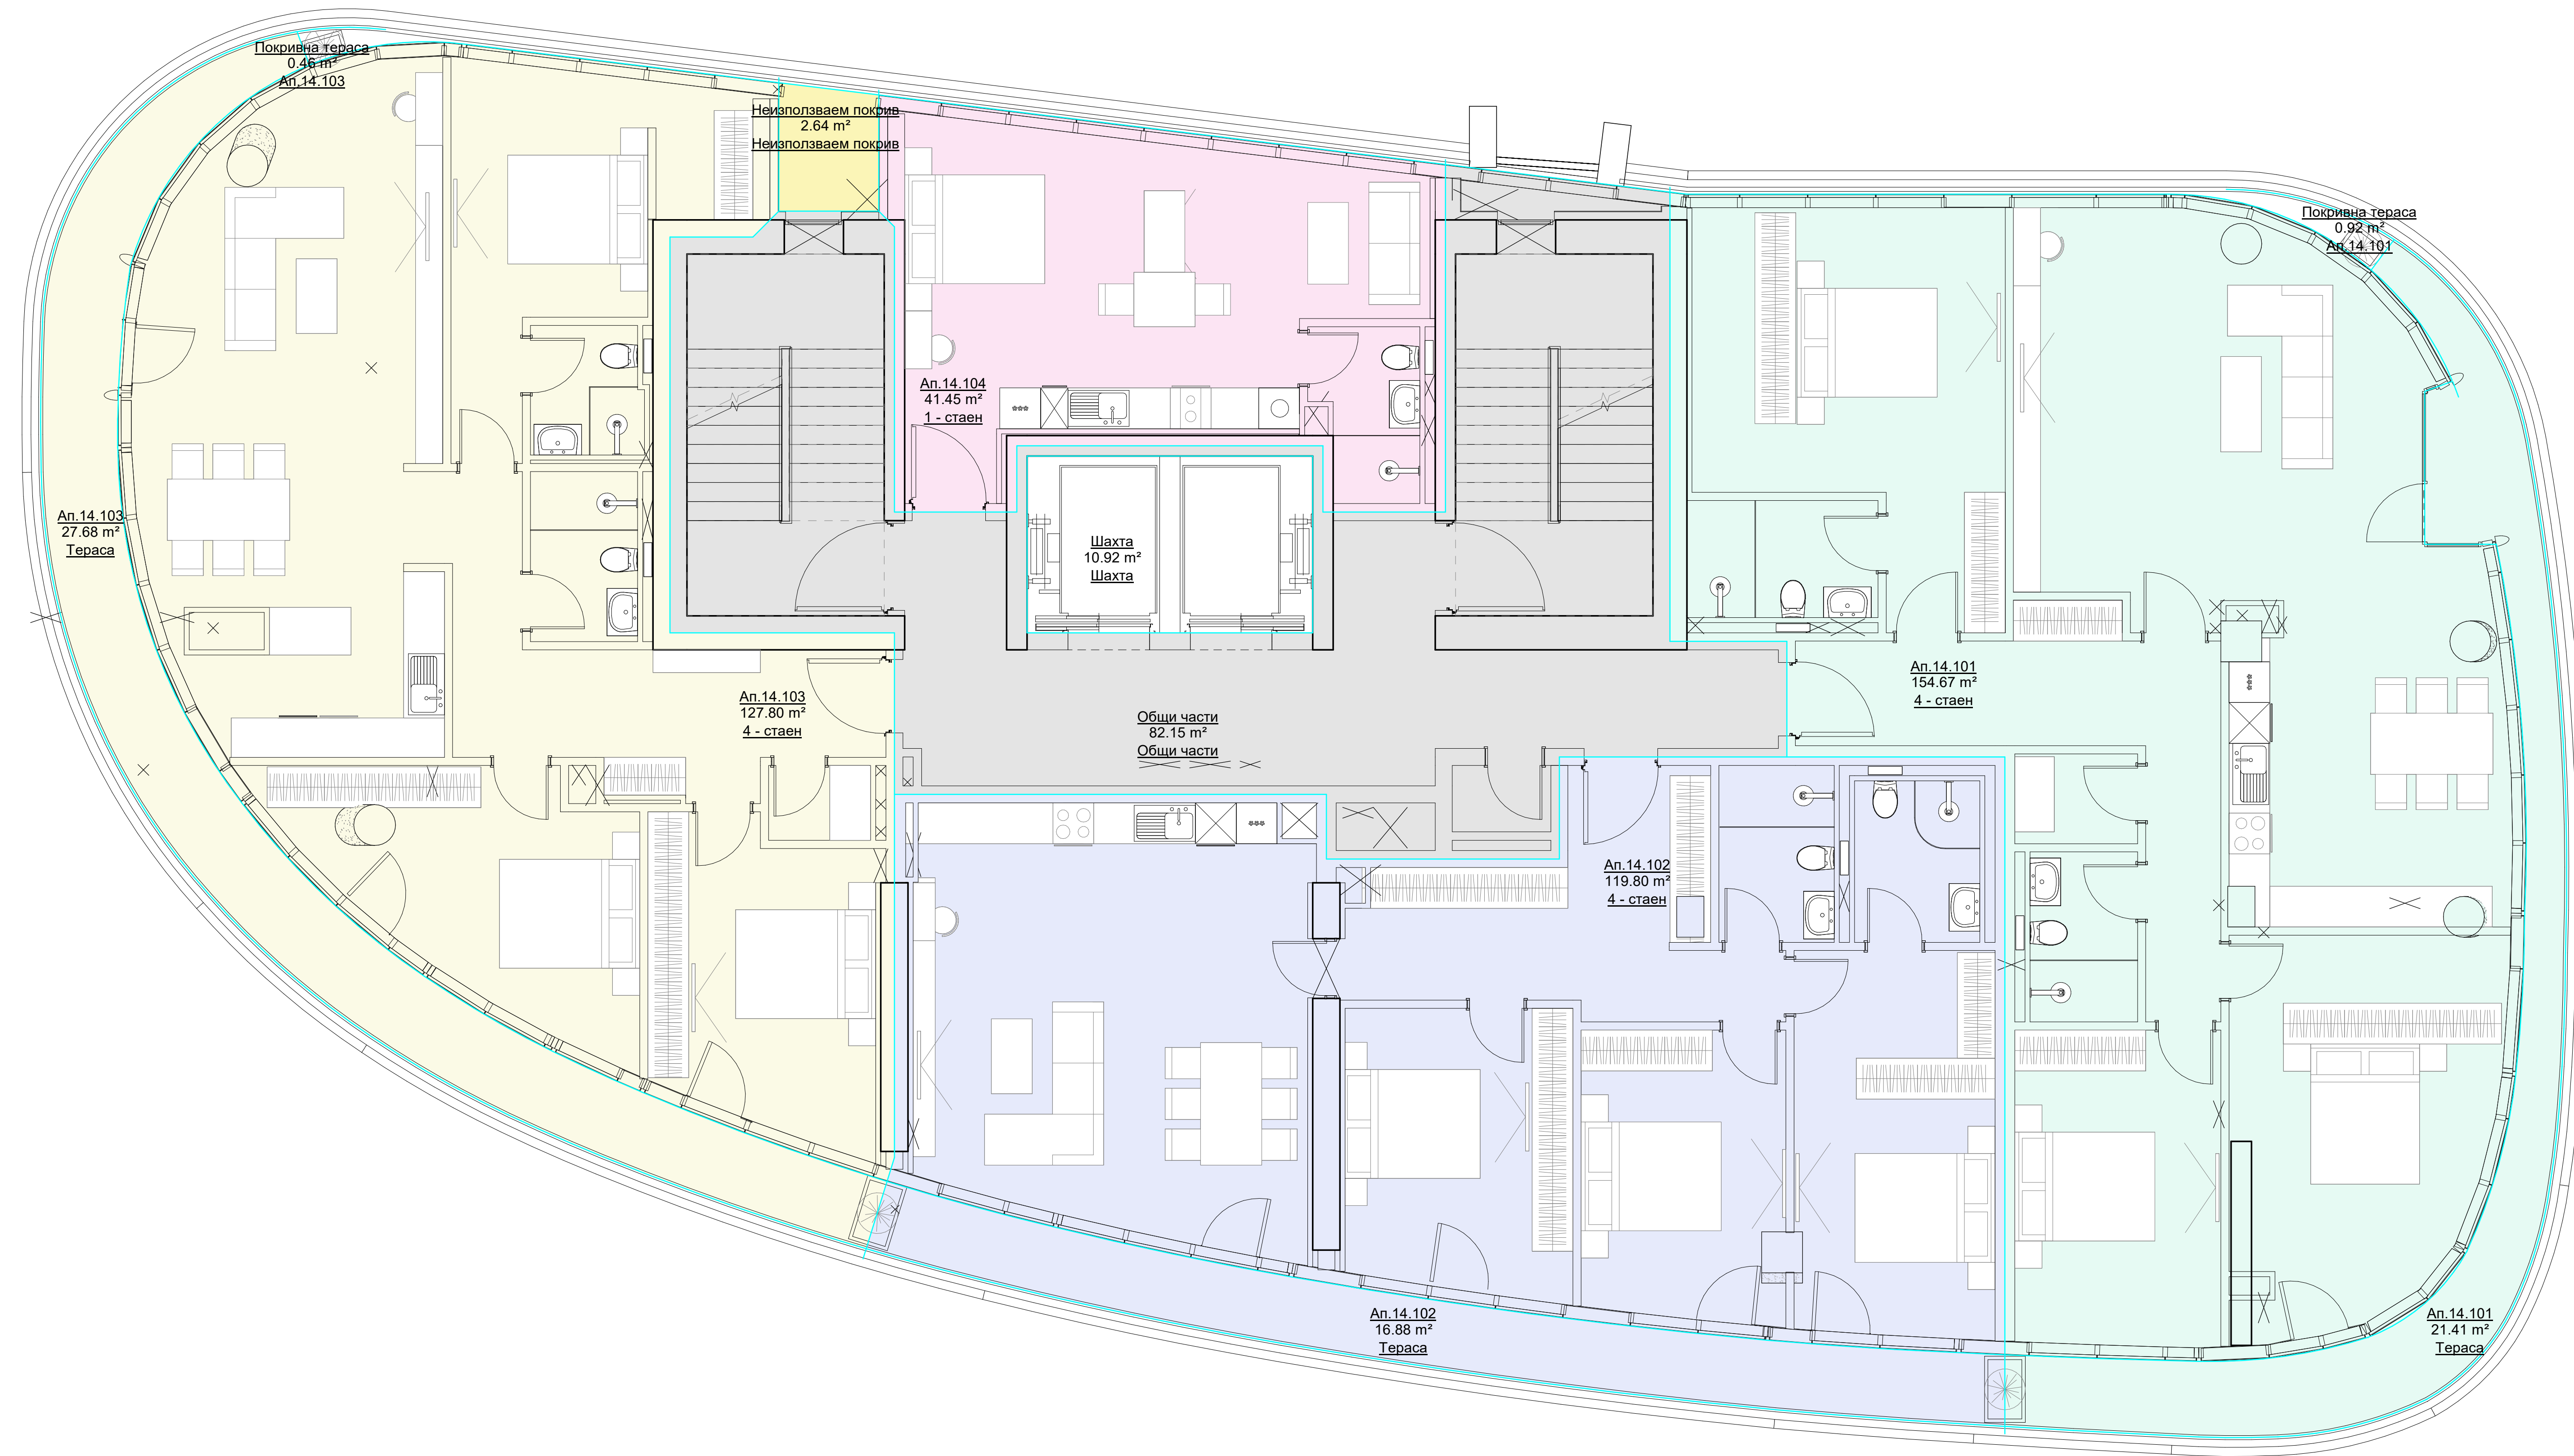 Покривна тераса
0.46 m²
Ап.14.103
Неизползваем покрив
2.64 m²
Неизползваем покрив
Покривна тераса
0.92 m²
Ап.14.101
Ап.14.104
41.45 m²
1 - стаен
Ап.14.103
27.68 m²
Тераса
Шахта
10.92 m²
Шахта
Ап.14.101
154.67 m²
4 - стаен
Ап.14.103
127.80 m²
4 - стаен
Общи части
82.15 m²
Общи части
Ап.14.102
119.80 m²
4 - стаен
Ап.14.102
16.88 m²
Тераса
Ап.14.101
21.41 m²
Тераса